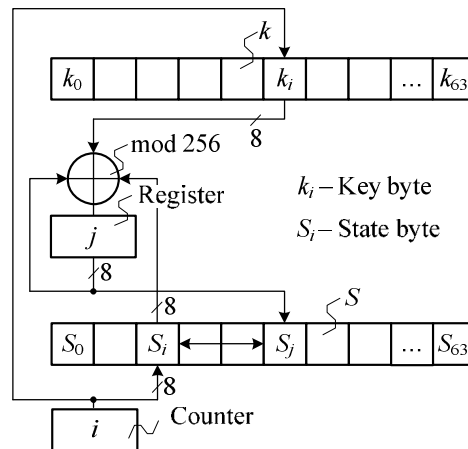 k
k₀ kᵢ ... k₆₃
8
mod 256
Register
kᵢ – Key byte
j
Sᵢ – State byte
8
8
S
S₀ Sᵢ Sⱼ ... S₆₃
8
Counter
i